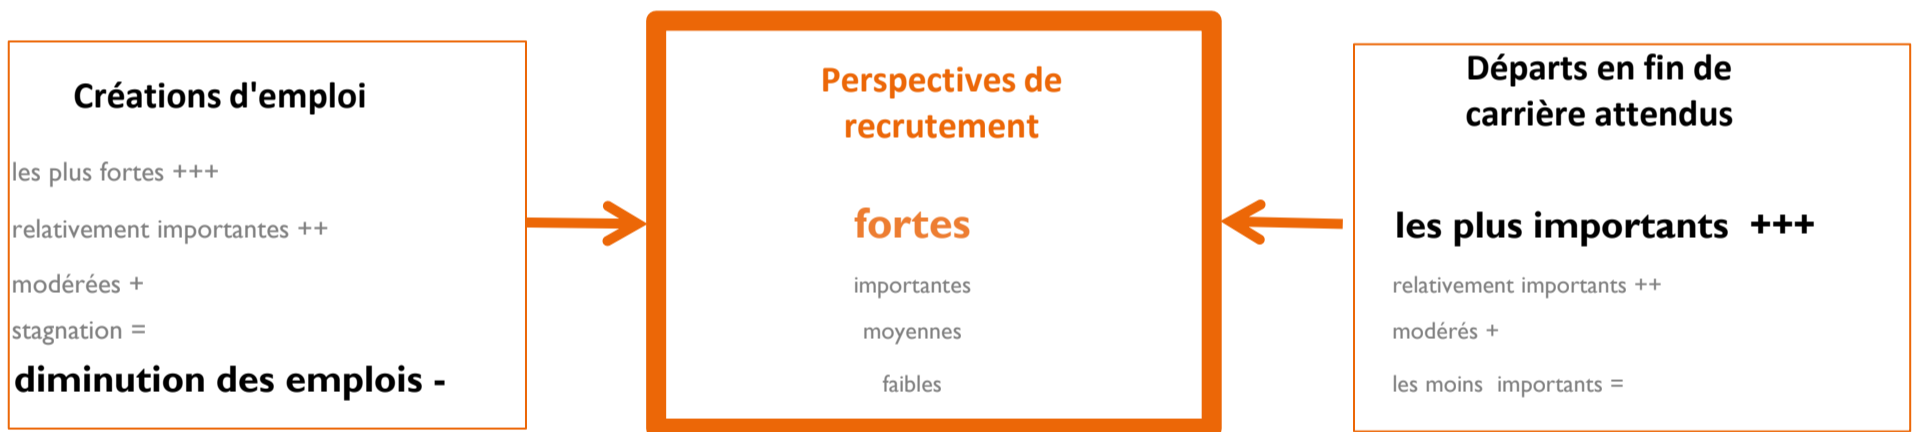 Créations d'emploi
les plus fortes +++
relativement importantes ++
modérées +
stagnation =
diminution des emplois -
Perspectives de
recrutement
fortes
importantes
moyennes
faibles
Départs en fin de
carrière attendus
les plus importants +++
relativement importants ++
modérés +
les moins importants =